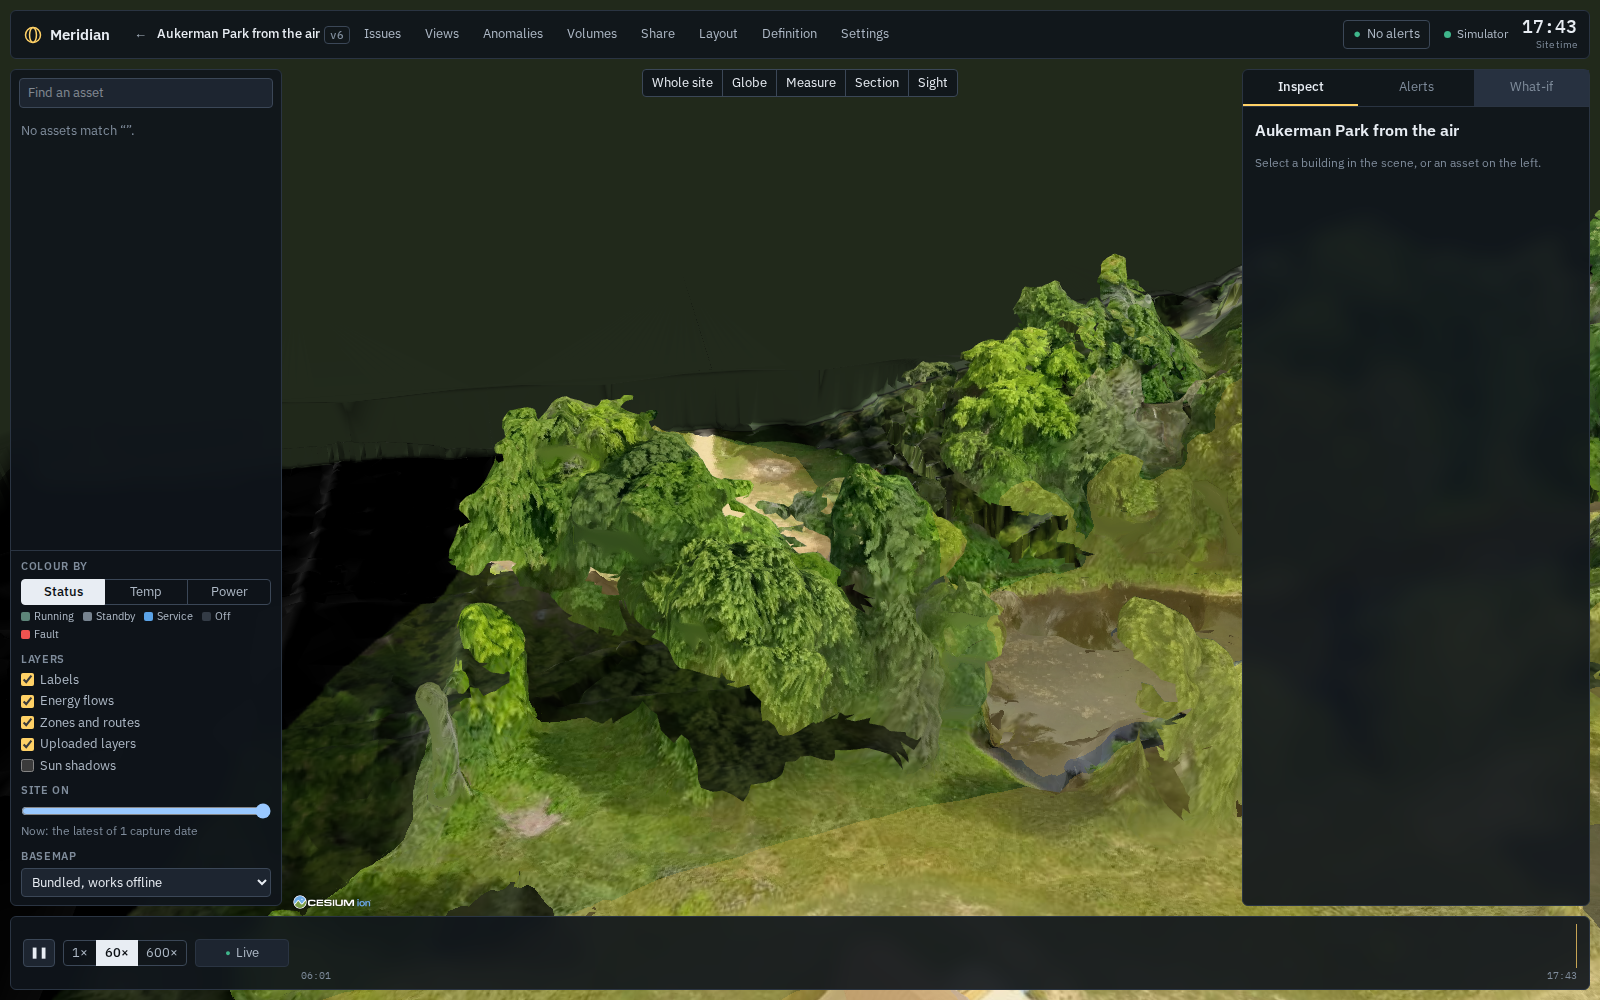 Meridian
← Aukerman Park from the air v6
Issues Views Anomalies Volumes Share Layout Definition Settings
No alerts
Simulator
17:43
Site time
Find an asset
No assets match “”.
Whole site Globe Measure Section Sight
Inspect Alerts What-if
Aukerman Park from the air
Select a building in the scene, or an asset on the left.
COLOUR BY
Status Temp Power
Running Standby Service Off
Fault
LAYERS
Labels
Energy flows
Zones and routes
Uploaded layers
Sun shadows
SITE ON
Now: the latest of 1 capture date
BASEMAP
Bundled, works offline
CESIUM ion
1× 60× 600× Live
06:01 17:43